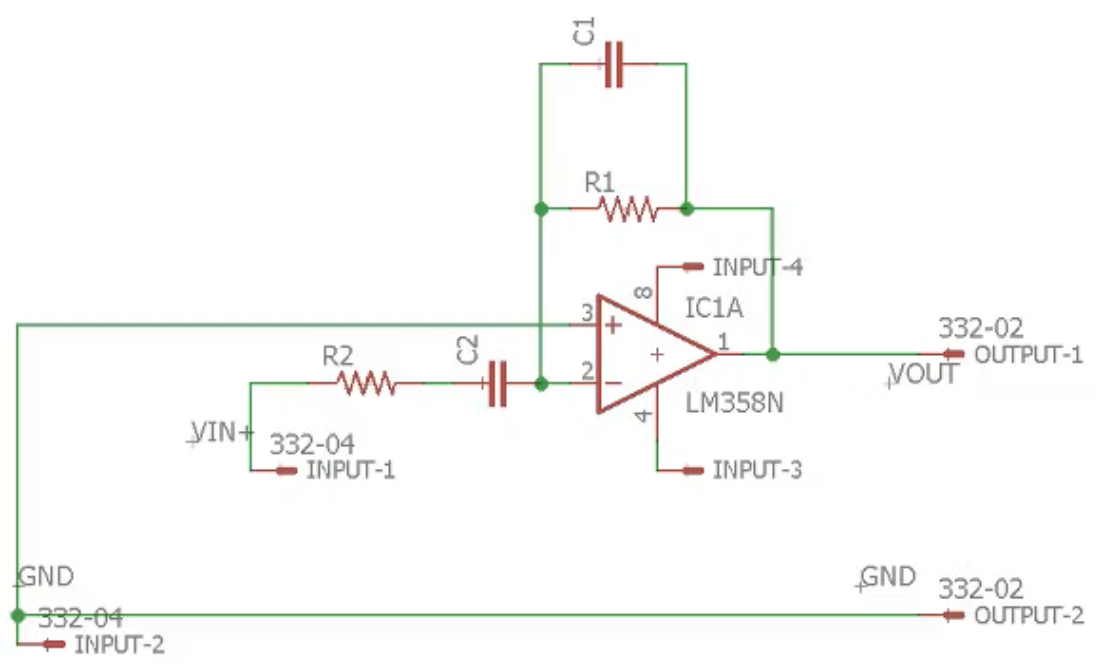 C1
R1
INPUT-4
8
IC1A
3
+
1
332-02
OUTPUT-1
VOUT
R2
C2
2
−
4
LM358N
VIN+
332-04
INPUT-1
INPUT-3
GND
332-04
INPUT-2
GND
332-02
OUTPUT-2